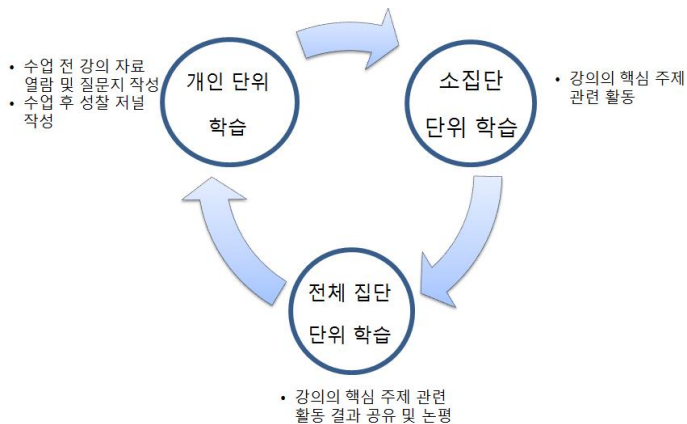 • 수업 전 강의 자료
열람 및 질문지 작성
• 수업 후 성찰 저널
작성
개인 단위
학습
소집단
단위 학습
• 강의의 핵심 주제
관련 활동
전체 집단
단위 학습
• 강의의 핵심 주제 관련
활동 결과 공유 및 논평